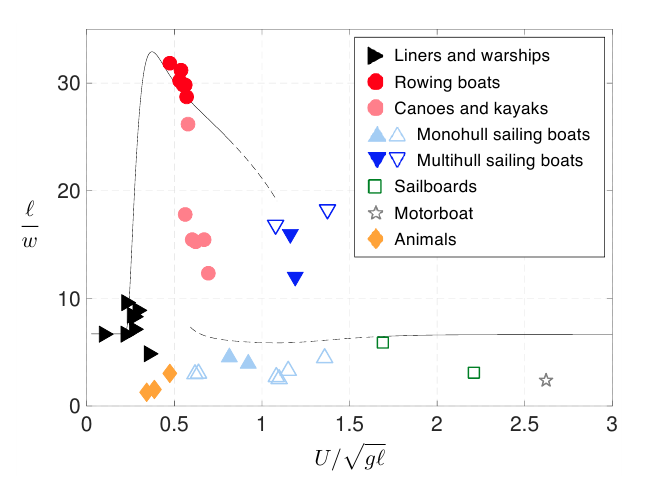 30
20
10
0
ℓ
w
0
0.5
1
1.5
2
2.5
3
U/√gℓ
Liners and warships
Rowing boats
Canoes and kayaks
Monohull sailing boats
Multihull sailing boats
Sailboards
Motorboat
Animals